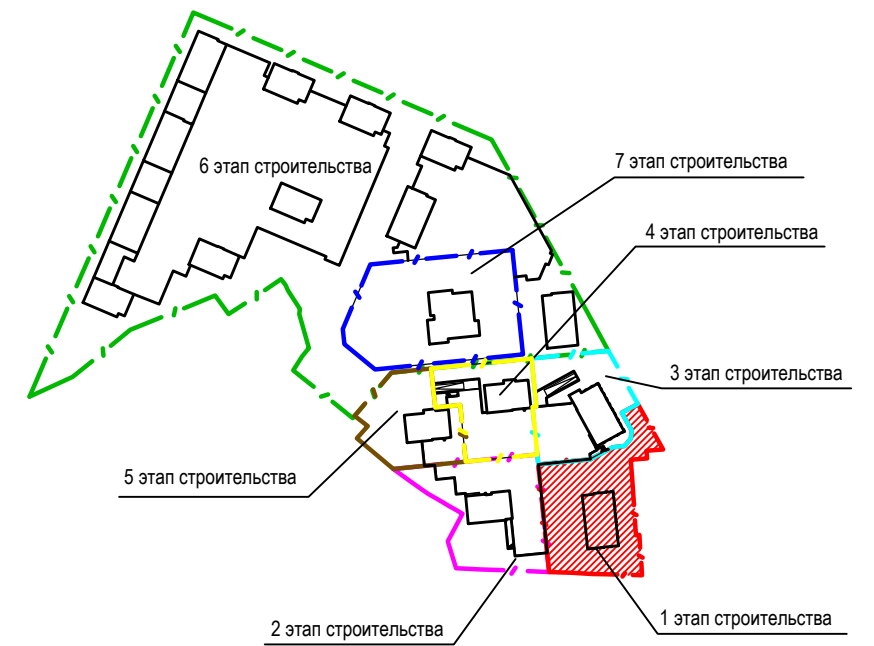 7 этап строительства
6 этап строительства
4 этап строительства
3 этап строительства
5 этап строительства
1 этап строительства
2 этап строительства